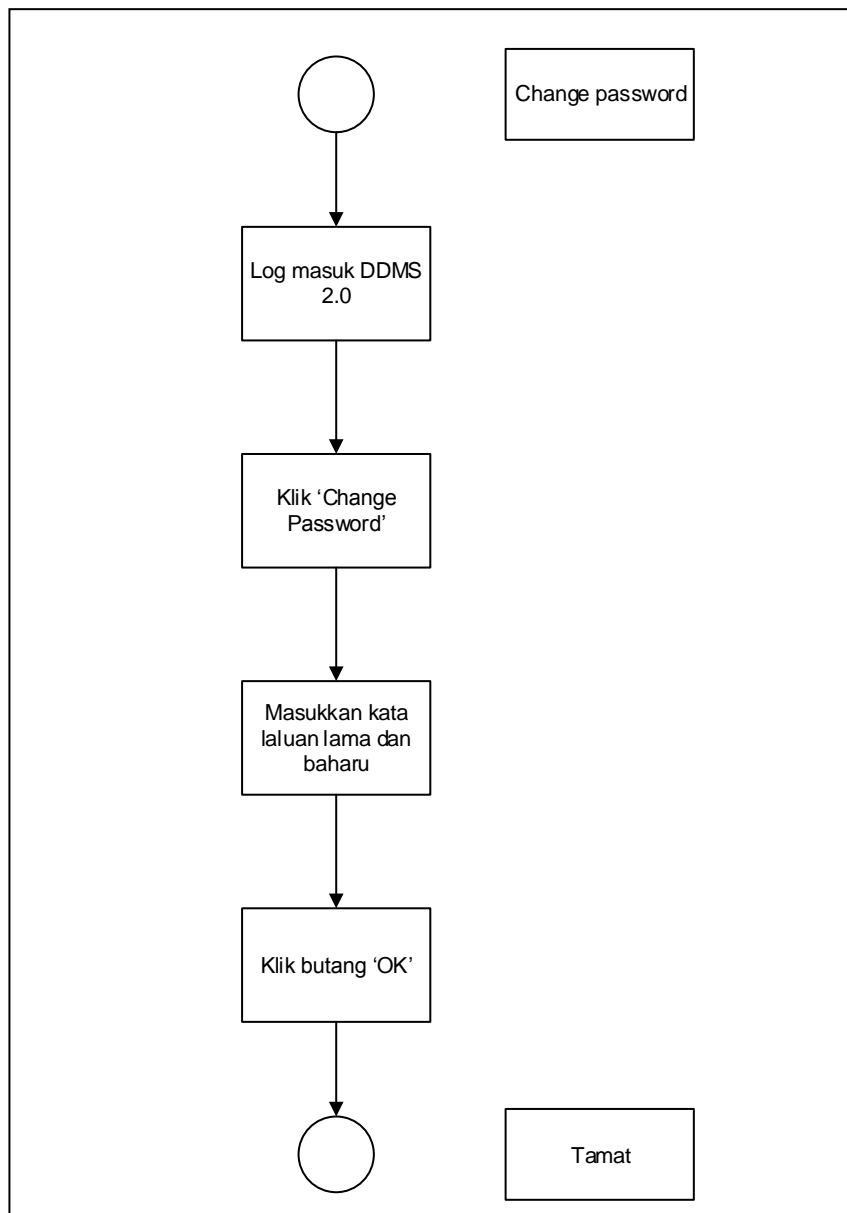 Change password
Log masuk DDMS
2.0
Klik ‘Change
Password’
Masukkan kata
laluan lama dan
baharu
Klik butang ‘OK’
Tamat